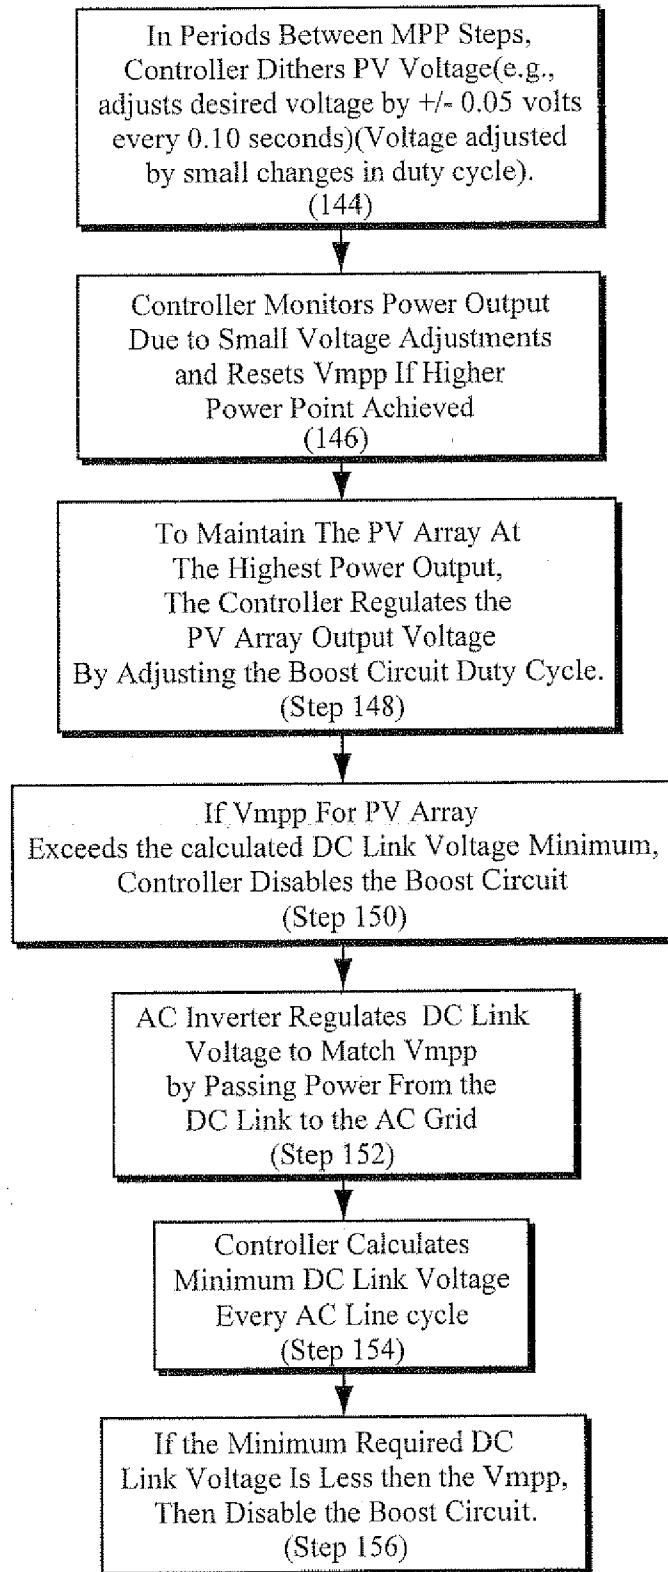 In Periods Between MPP Steps,
Controller Dithers PV Voltage(e.g.,
adjusts desired voltage by +/- 0.05 volts
every 0.10 seconds)(Voltage adjusted
by small changes in duty cycle).
(144)
Controller Monitors Power Output
Due to Small Voltage Adjustments
and Resets Vmpp If Higher
Power Point Achieved
(146)
To Maintain The PV Array At
The Highest Power Output,
The Controller Regulates the
PV Array Output Voltage
By Adjusting the Boost Circuit Duty Cycle.
(Step 148)
If Vmpp For PV Array
Exceeds the calculated DC Link Voltage Minimum,
Controller Disables the Boost Circuit
(Step 150)
AC Inverter Regulates DC Link
Voltage to Match Vmpp
by Passing Power From the
DC Link to the AC Grid
(Step 152)
Controller Calculates
Minimum DC Link Voltage
Every AC Line cycle
(Step 154)
If the Minimum Required DC
Link Voltage Is Less then the Vmpp,
Then Disable the Boost Circuit.
(Step 156)